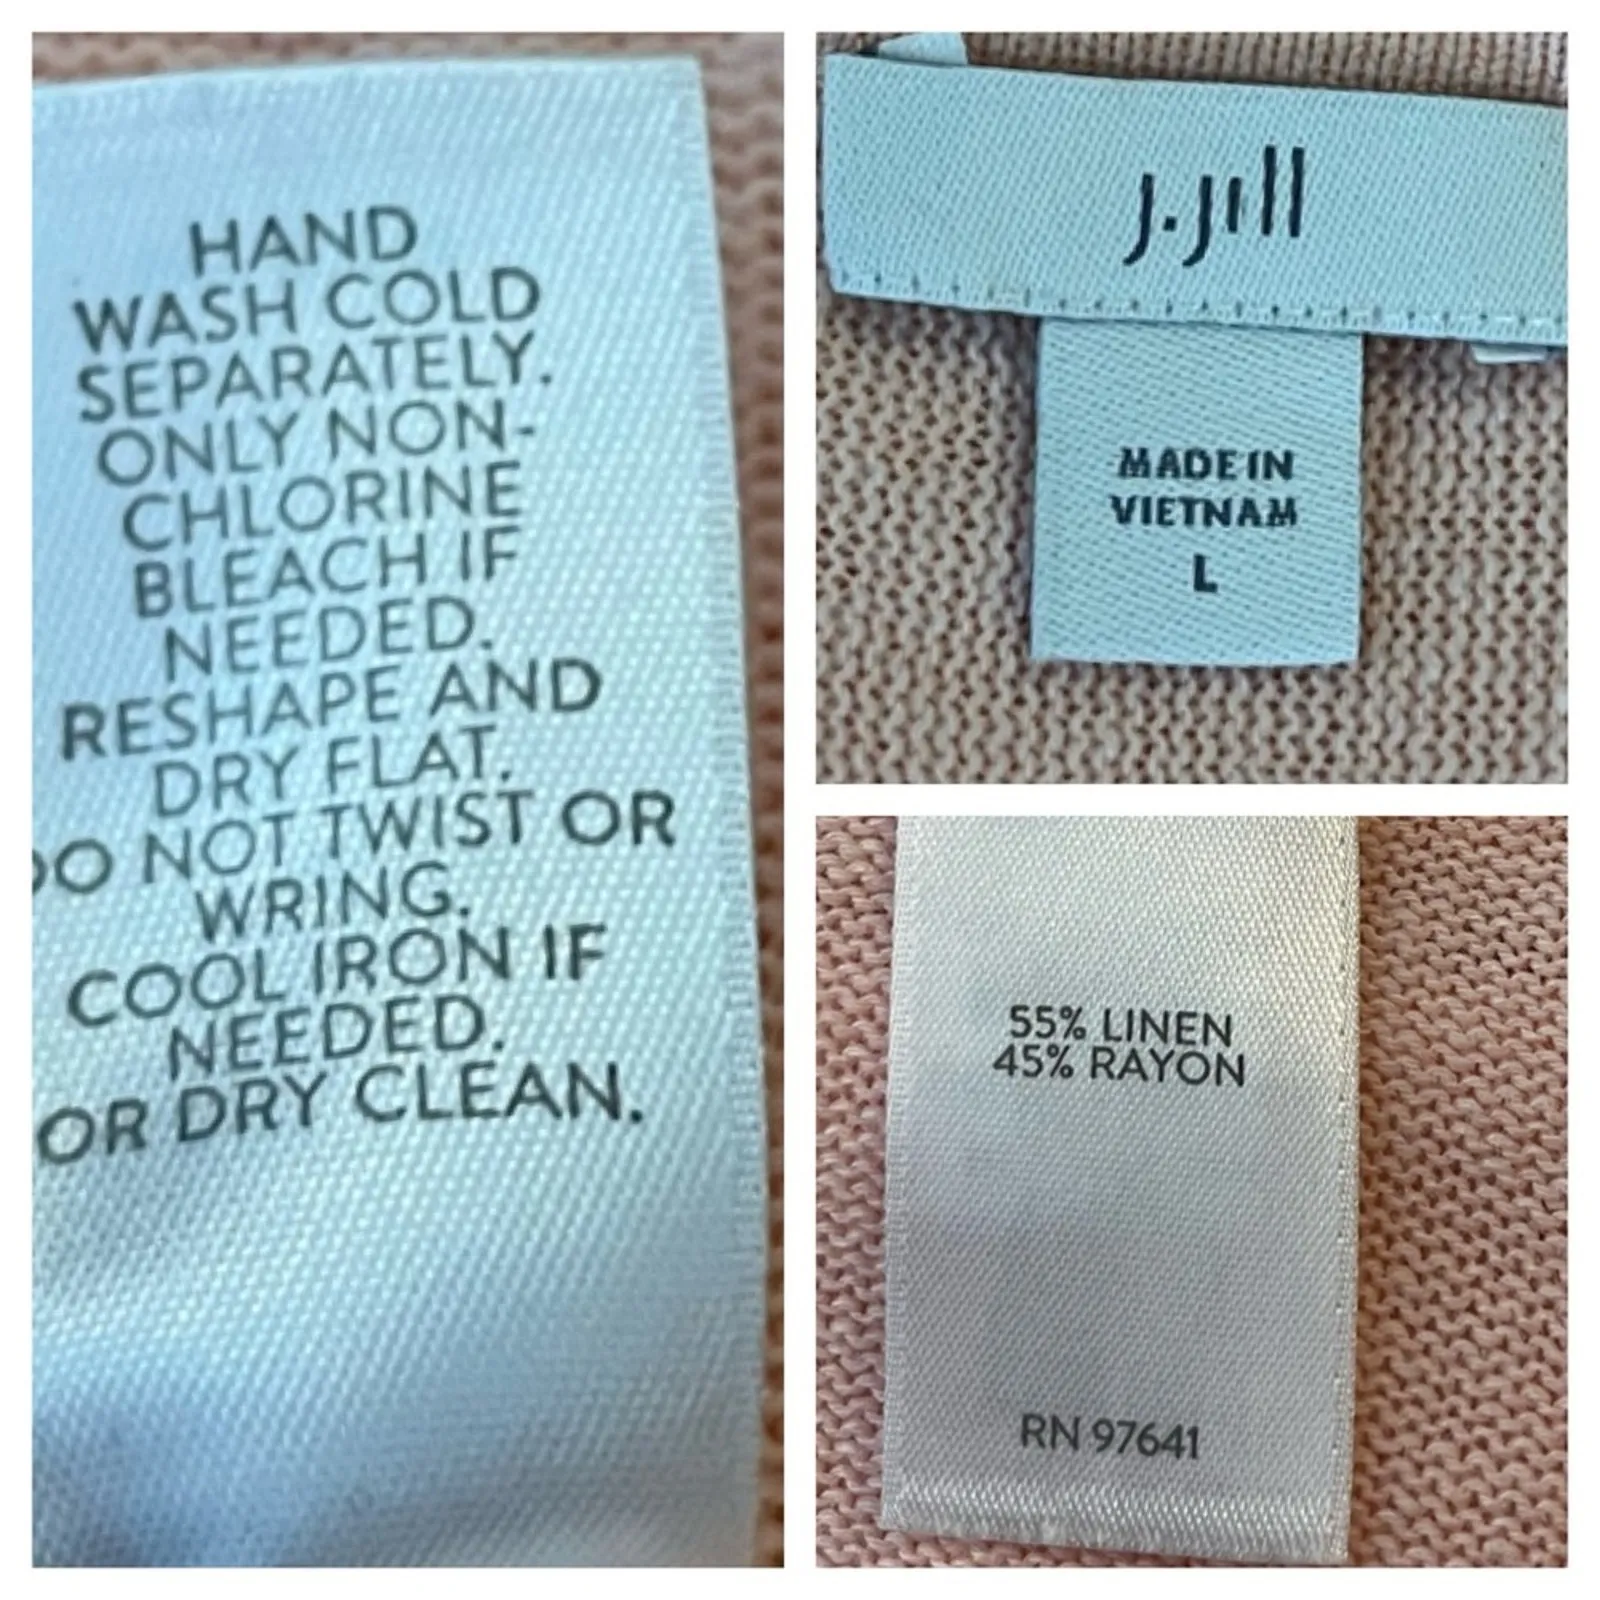 HAND
WASH COLD
SEPARATELY.
ONLY NON-
CHLORINE
BLEACH IF
NEEDED.
RESHAPE AND
DRY FLAT.
DO NOT TWIST OR
WRING.
COOL IRON IF
NEEDED.
OR DRY CLEAN.
J.Jill
MADE IN
VIETNAM
L
55% LINEN
45% RAYON
RN 97641